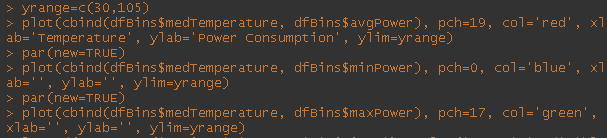 > yrange=c(30,105)
> plot(cbind(dfBins$medTemperature, dfBins$avgPower), pch=19, col='red', xl
ab='Temperature', ylab='Power Consumption', ylim=yrange)
> par(new=TRUE)
> plot(cbind(dfBins$medTemperature, dfBins$minPower), pch=0, col='blue', xl
ab='', ylab='', ylim=yrange)
> par(new=TRUE)
> plot(cbind(dfBins$medTemperature, dfBins$maxPower), pch=17, col='green',
xlab='', ylab='', ylim=yrange)